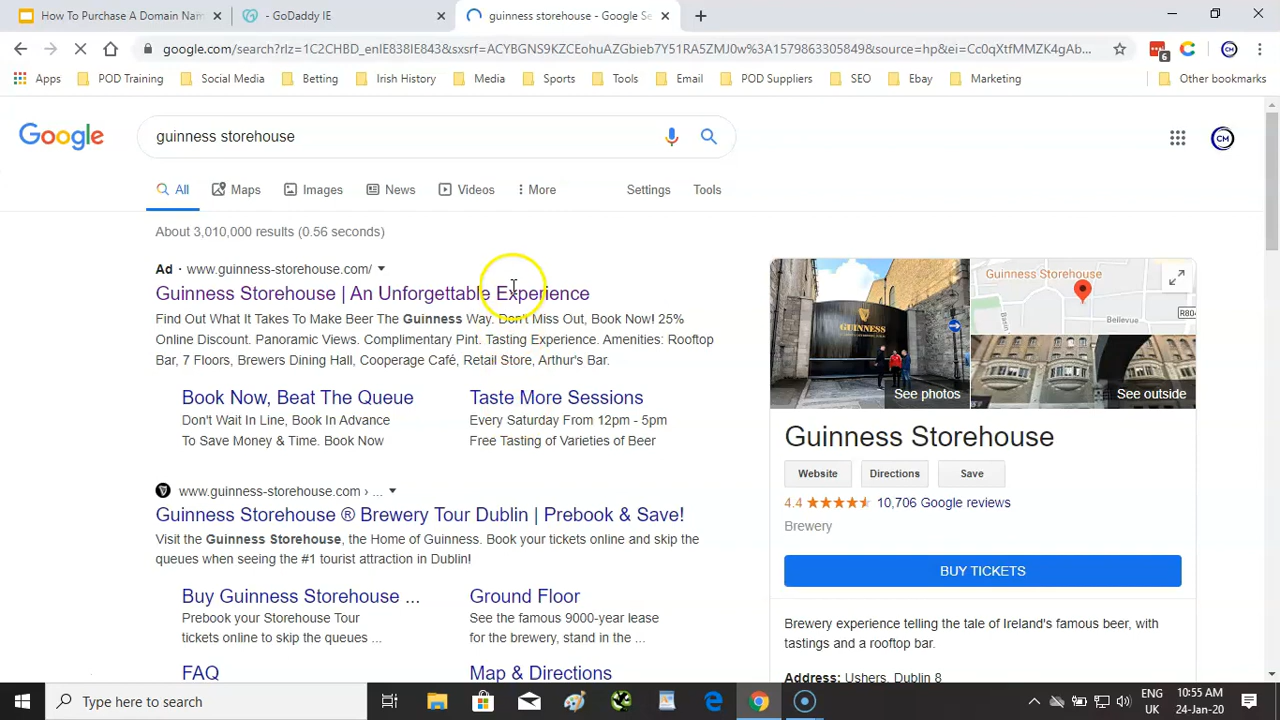 How To Purchase A Domain Nam
- GoDaddy IE
guinness storehouse - Google Se
google.com/search?rlz=1C2CHBD_enIE838IE843&sxsrf=ACYBGNS9KZCEohuAZGbieb7Y51RA5ZMJ0w%3A1579863305049&source=hp&ei=Cc0qXtfMMZK4gAb...
6
CM
Apps
POD Training
Social Media
Betting
Irish History
Media
Sports
Tools
Email
POD Suppliers
SEO
Ebay
Marketing
Other bookmarks
Google
guinness storehouse
CM
All
Maps
Images
News
Videos
More
Settings
Tools
About 3,010,000 results (0.56 seconds)
Ad · www.guinness-storehouse.com/
Guinness Storehouse | An Unforgettable Experience
Find Out What It Takes To Make Beer The Guinness Way. Don't Miss Out, Book Now! 25%
Online Discount. Panoramic Views. Complimentary Pint. Tasting Experience. Amenities: Rooftop
Bar, 7 Floors, Brewers Dining Hall, Cooperage Café, Retail Store, Arthur's Bar.
Book Now, Beat The Queue
Don't Wait In Line, Book In Advance
To Save Money & Time. Book Now
Taste More Sessions
Every Saturday From 12pm - 5pm
Free Tasting of Varieties of Beer
www.guinness-storehouse.com › ...
Guinness Storehouse ® Brewery Tour Dublin | Prebook & Save!
Visit the Guinness Storehouse, the Home of Guinness. Book your tickets online and skip the
queues when seeing the #1 tourist attraction in Dublin!
Buy Guinness Storehouse ...
Prebook your Storehouse Tour
tickets online to skip the queues ...
Ground Floor
See the famous 9000-year lease
for the brewery, stand in the ...
FAQ
Map & Directions
GUINNESS
See photos
Guinness Storehouse
Bellevue
R804
See outside
Guinness Storehouse
Website
Directions
Save
4.4
10,706 Google reviews
Brewery
BUY TICKETS
Brewery experience telling the tale of Ireland's famous beer, with
tastings and a rooftop bar.
Address: Ushers, Dublin 8
Type here to search
ENG
UK
10:55 AM
24-Jan-20